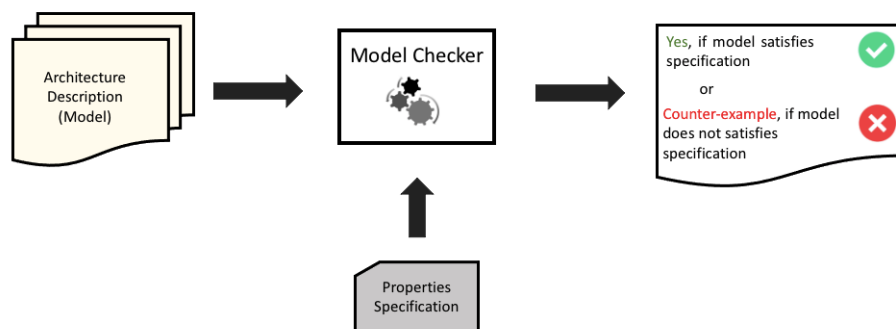 Architecture
Description
(Model)
Model Checker
Yes, if model satisfies
specification
or
Counter-example, if model
does not satisfies
specification
Properties
Specification